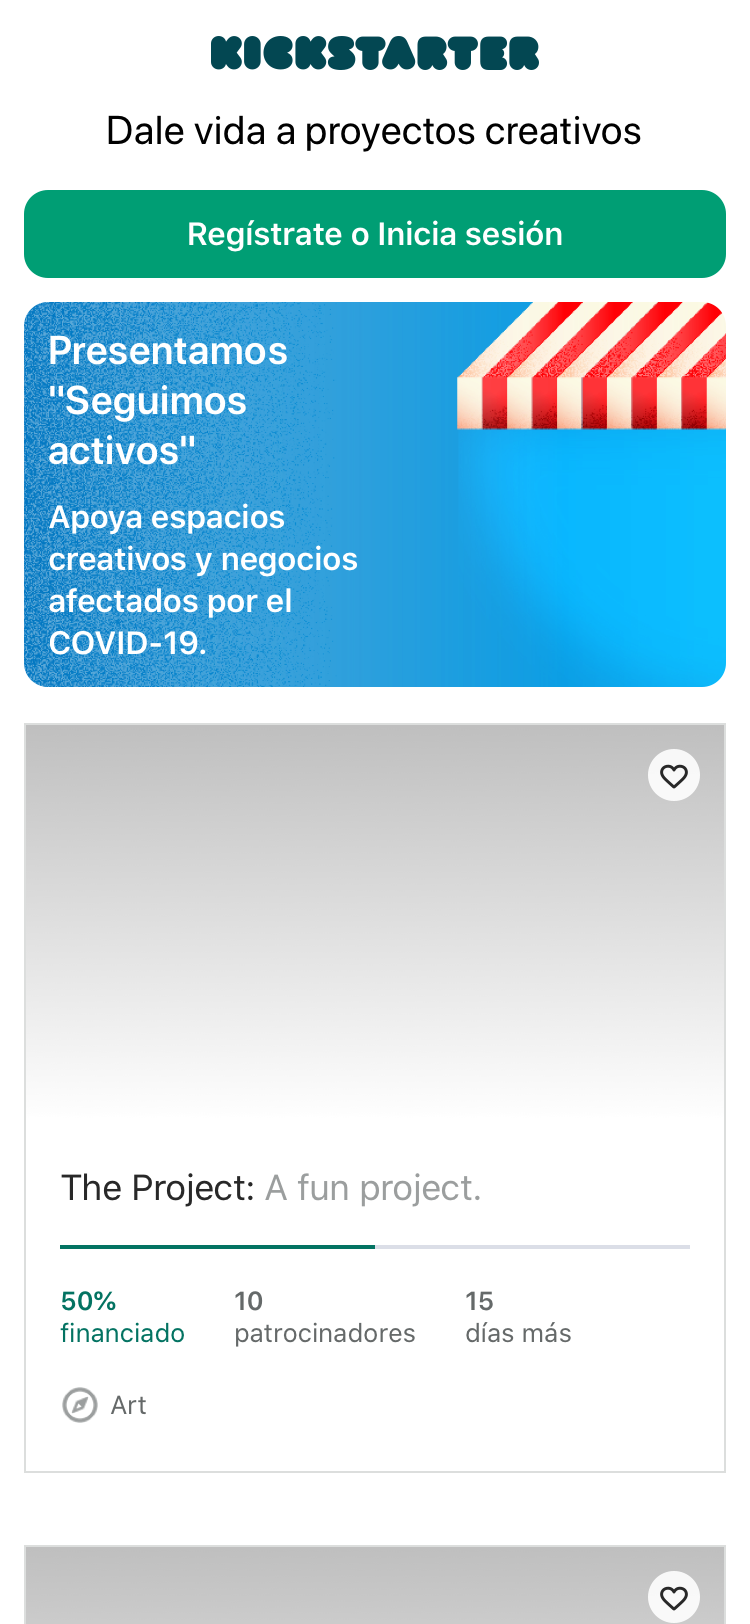 KICKSTARTER
Dale vida a proyectos creativos
Regístrate o Inicia sesión
Presentamos
"Seguimos
activos"
Apoya espacios
creativos y negocios
afectados por el
COVID-19.
The Project: A fun project.
50% 10 15
financiado patrocinadores días más
Art